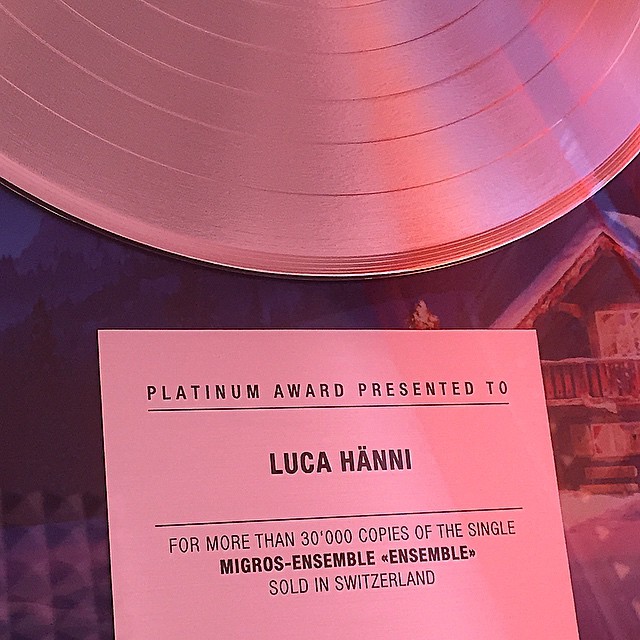 PLATINUM AWARD PRESENTED TO
LUCA HÄNNI
FOR MORE THAN 30'000 COPIES OF THE SINGLE
MIGROS-ENSEMBLE «ENSEMBLE»
SOLD IN SWITZERLAND